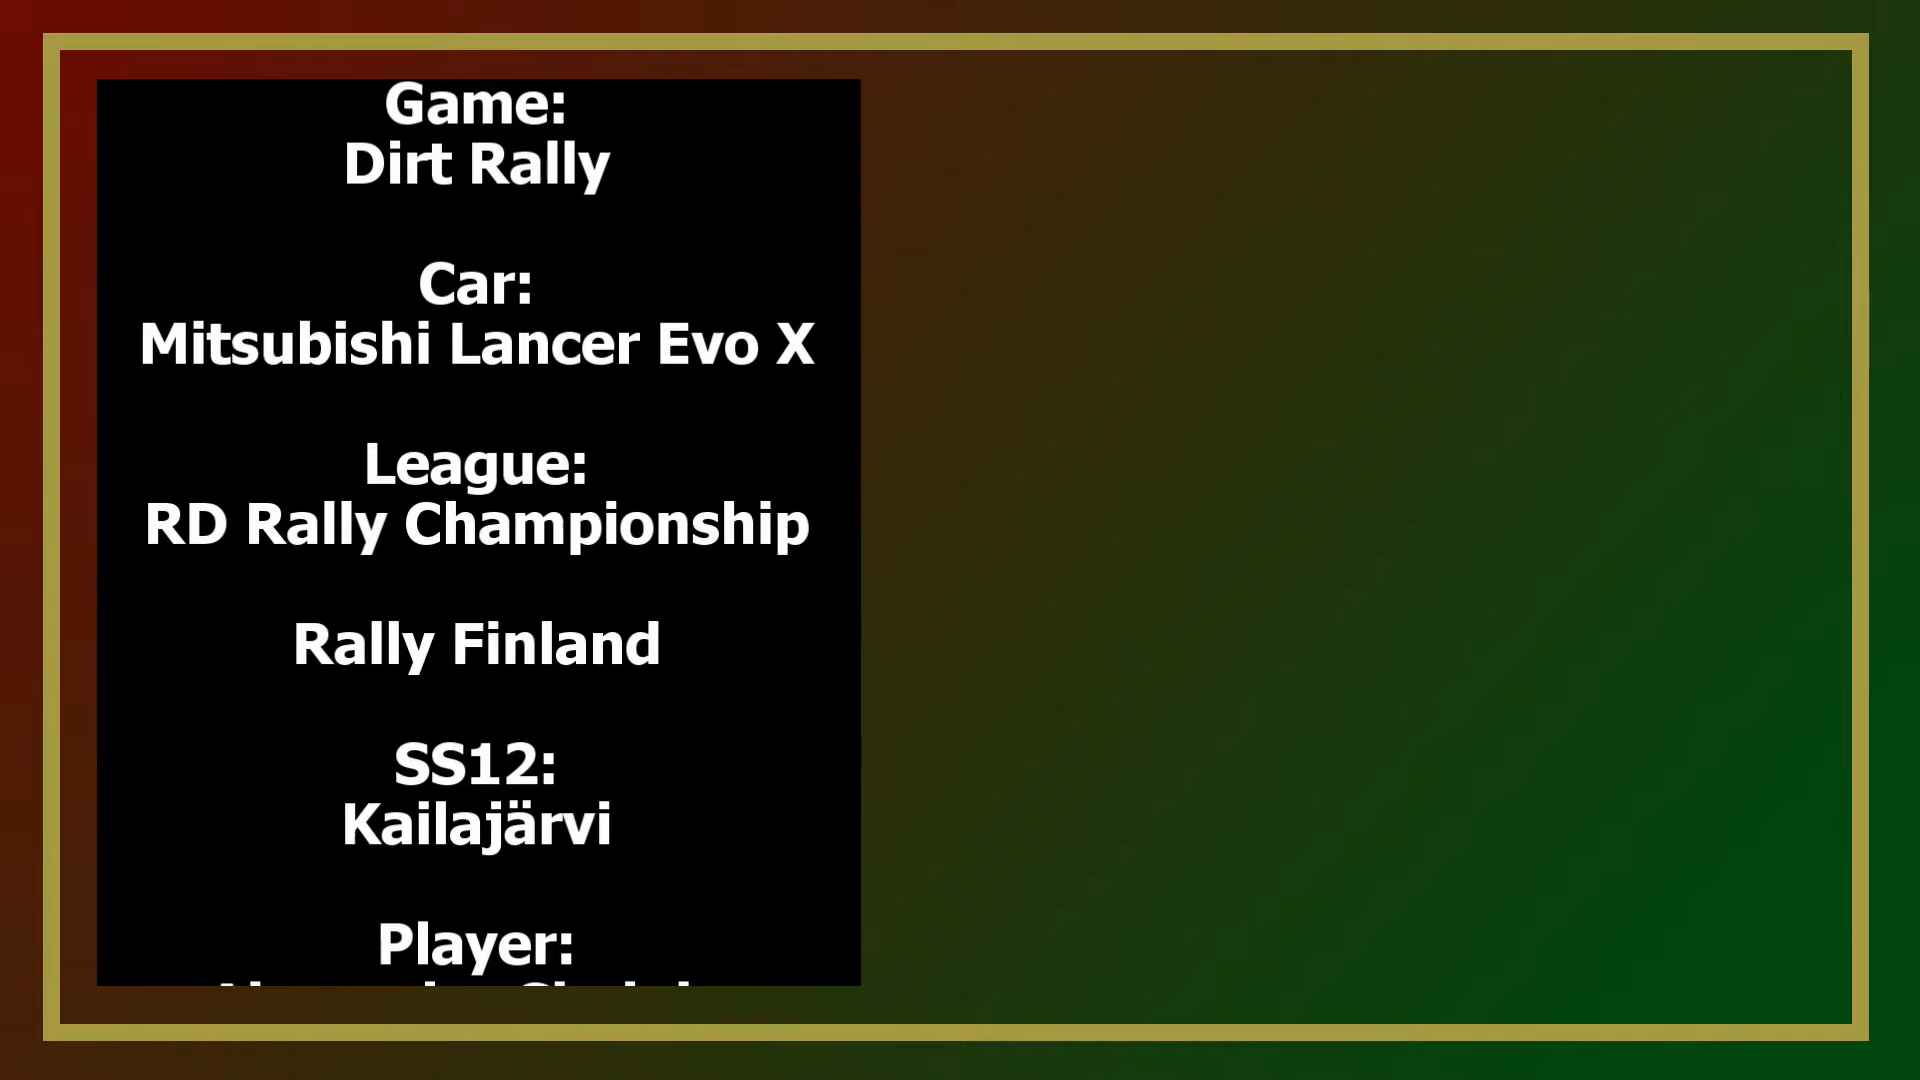 Game:
Dirt Rally
Car:
Mitsubishi Lancer Evo X
League:
RD Rally Championship
Rally Finland
SS12:
Kailajärvi
Player: